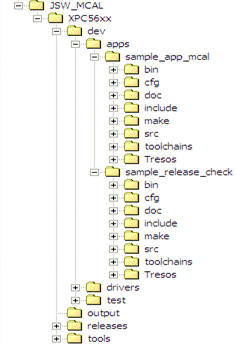 JSW_MCAL
XPC56xx
dev
apps
sample_app_mcal
bin
cfg
doc
include
make
src
toolchains
Tresos
sample_release_check
bin
cfg
doc
include
make
src
toolchains
Tresos
drivers
test
output
releases
tools